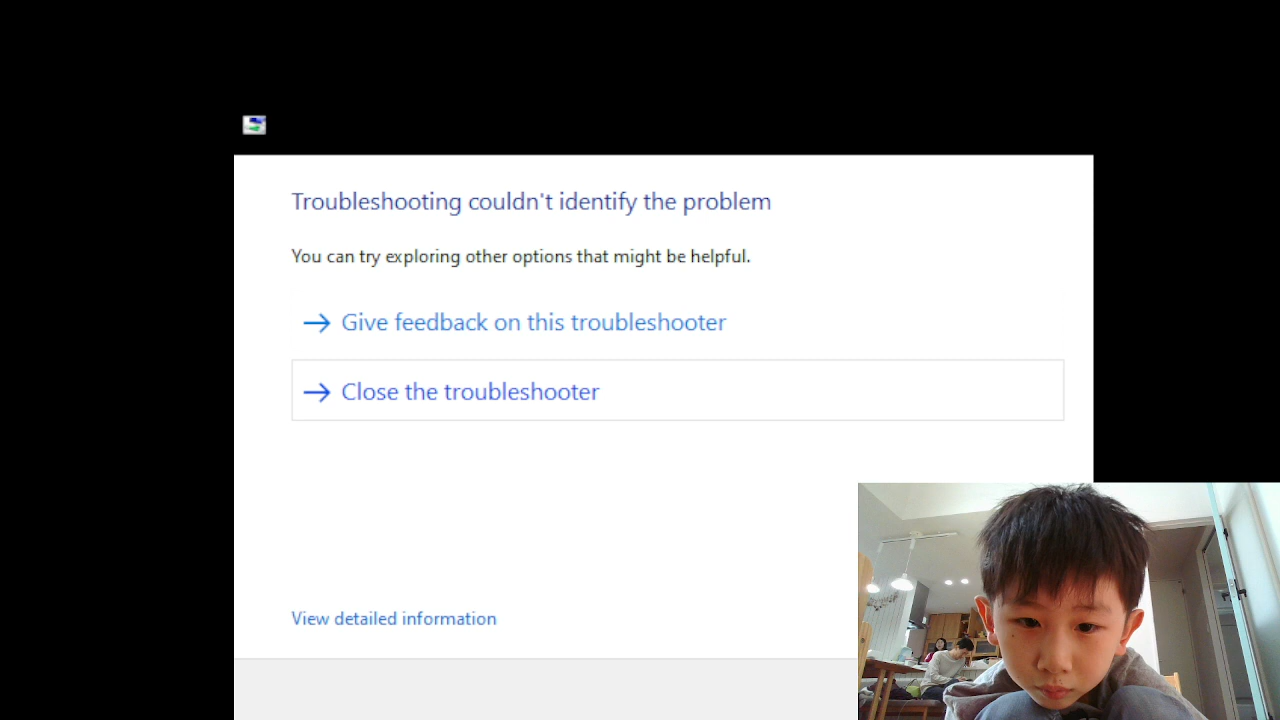 Troubleshooting couldn't identify the problem
You can try exploring other options that might be helpful.
Give feedback on this troubleshooter
Close the troubleshooter
View detailed information